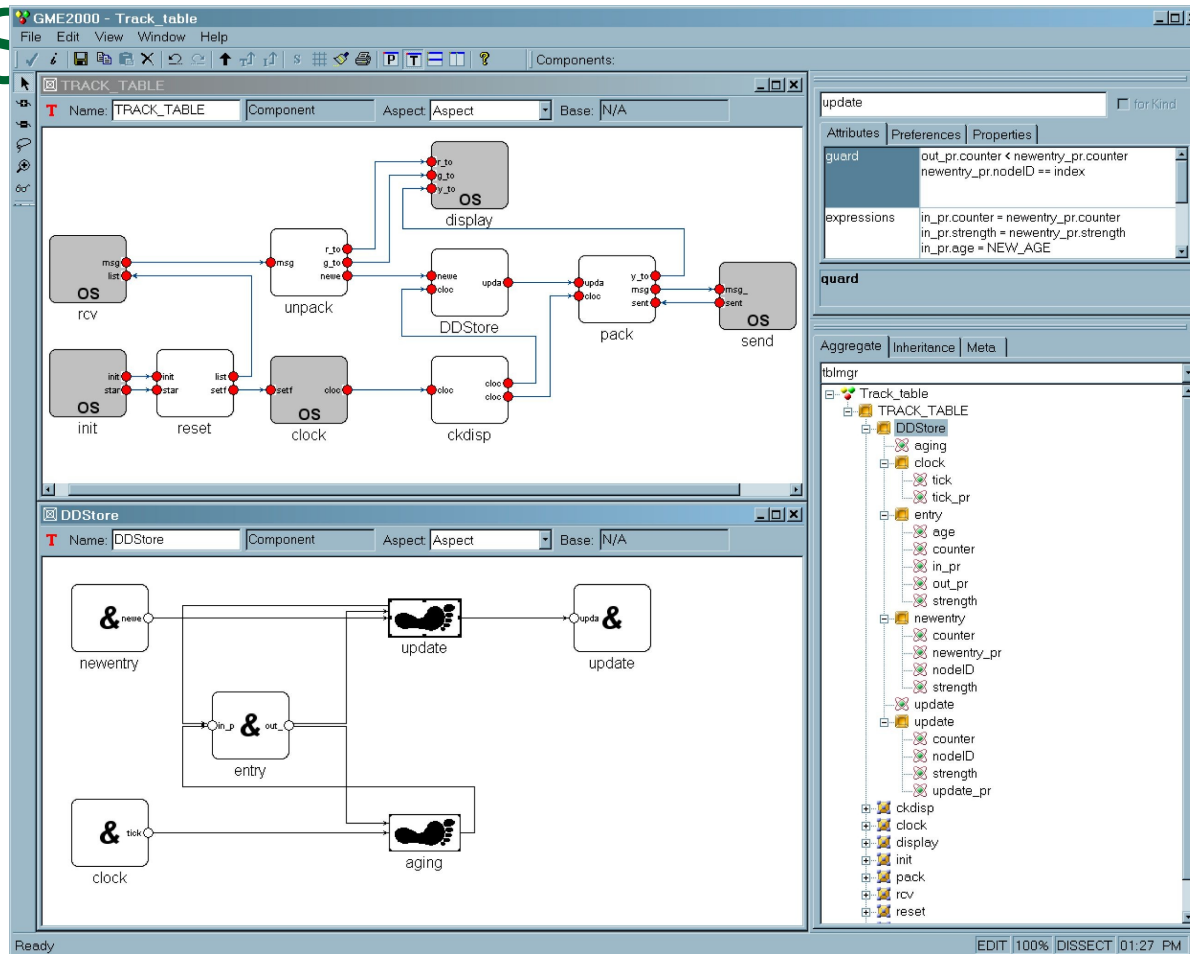 GME2000 - Track_table
File Edit View Window Help
Components:
TRACK_TABLE
Name: TRACK_TABLE Component Aspect Aspect Base: N/A
r_to
g_to
y_to
OS
display
msg
list
OS
rcv
msg
r_to
g_to
newe
unpack
newe
cloc
upda
DDStore
upda
cloc
y_to
msg
sent
pack
msg_
sent
OS
send
init
star
OS
init
init
star
list
setf
reset
setf
cloc
OS
clock
cloc
cloc
cloc
ckdisp
DDStore
Name: DDStore Component Aspect Aspect Base: N/A
& newe
newentry
update
upda &
update
in_p & out_
entry
& tick
clock
aging
update for Kind
Attributes Preferences Properties
guard out_pr.counter < newentry_pr.counter
newentry_pr.nodeID == index
expressions in_pr.counter = newentry_pr.counter
in_pr.strength = newentry_pr.strength
in_pr.age = NEW_AGE
guard
Aggregate Inheritance Meta
tblmgr
Track_table
TRACK_TABLE
DDStore
aging
clock
tick
tick_pr
entry
age
counter
in_pr
out_pr
strength
newentry
counter
newentry_pr
nodeID
strength
update
update
counter
nodeID
strength
update_pr
ckdisp
clock
display
init
pack
rcv
reset
Ready EDIT 100% DISSECT 01:27 PM